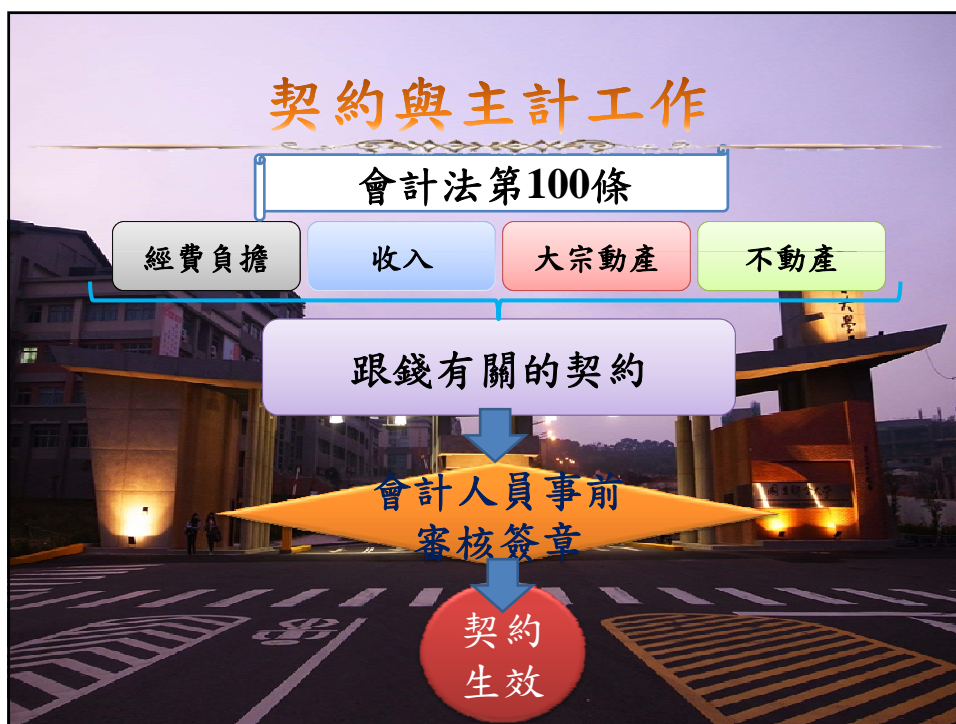 契約與主計工作
會計法第100條
經費負擔
收入
大宗動產
不動產
跟錢有關的契約
會計人員事前
審核簽章
契約
生效
大學